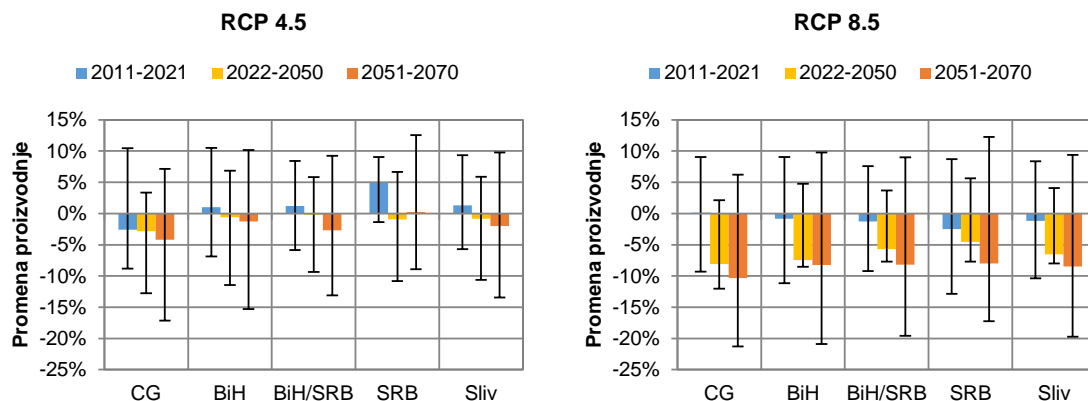 RCP 4.5
2011-2021 2022-2050 2051-2070
Promena proizvodnje
15%
10%
5%
0%
-5%
-10%
-15%
-20%
-25%
CG BiH BiH/SRB SRB Sliv
RCP 8.5
2011-2021 2022-2050 2051-2070
Promena proizvodnje
15%
10%
5%
0%
-5%
-10%
-15%
-20%
-25%
CG BiH BiH/SRB SRB Sliv